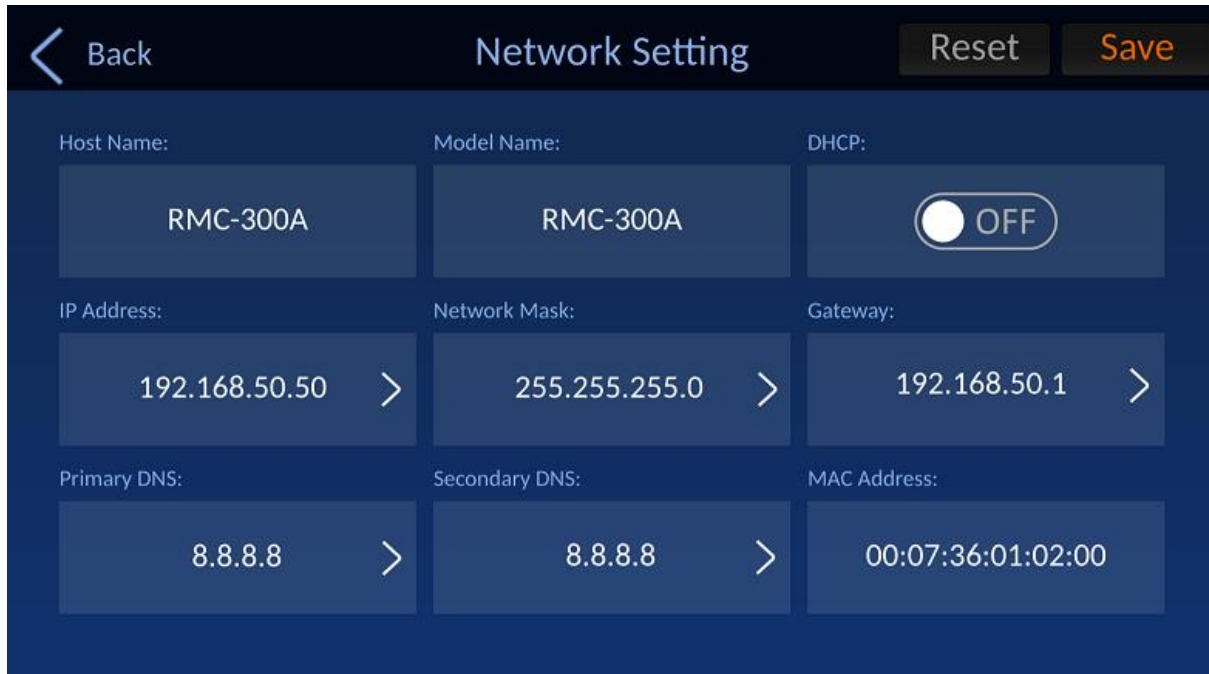 Back
Network Setting
Reset
Save
Host Name:
Model Name:
DHCP:
RMC-300A
RMC-300A
OFF
IP Address:
Network Mask:
Gateway:
192.168.50.50
255.255.255.0
192.168.50.1
Primary DNS:
Secondary DNS:
MAC Address:
8.8.8.8
8.8.8.8
00:07:36:01:02:00